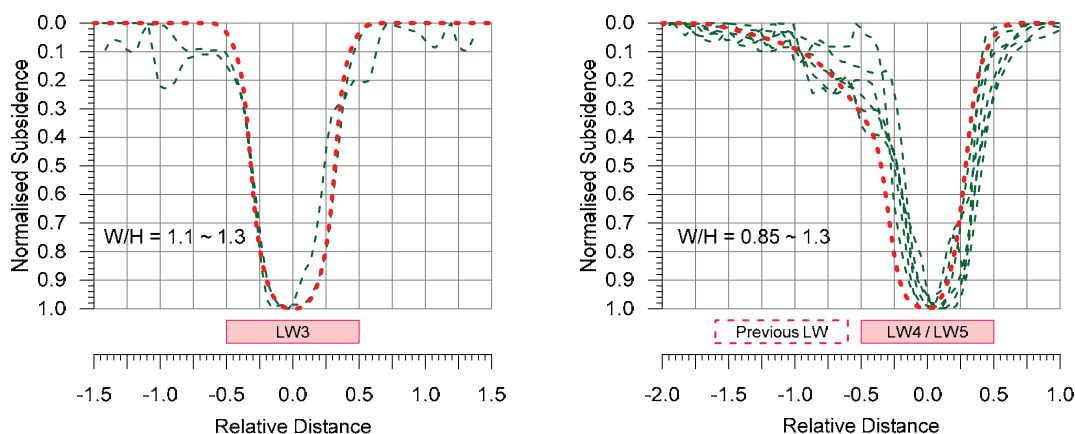 0.0
0.1
0.2
0.3
0.4
0.5
0.6
0.7
0.8
0.9
1.0
Normalised Subsidence
W/H = 1.1 ~ 1.3
LW3
-1.5 -1.0 -0.5 0.0 0.5 1.0 1.5
Relative Distance
0.0
0.1
0.2
0.3
0.4
0.5
0.6
0.7
0.8
0.9
1.0
Normalised Subsidence
W/H = 0.85 ~ 1.3
Previous LW LW4 / LW5
-2.0 -1.5 -1.0 -0.5 0.0 0.5 1.0
Relative Distance